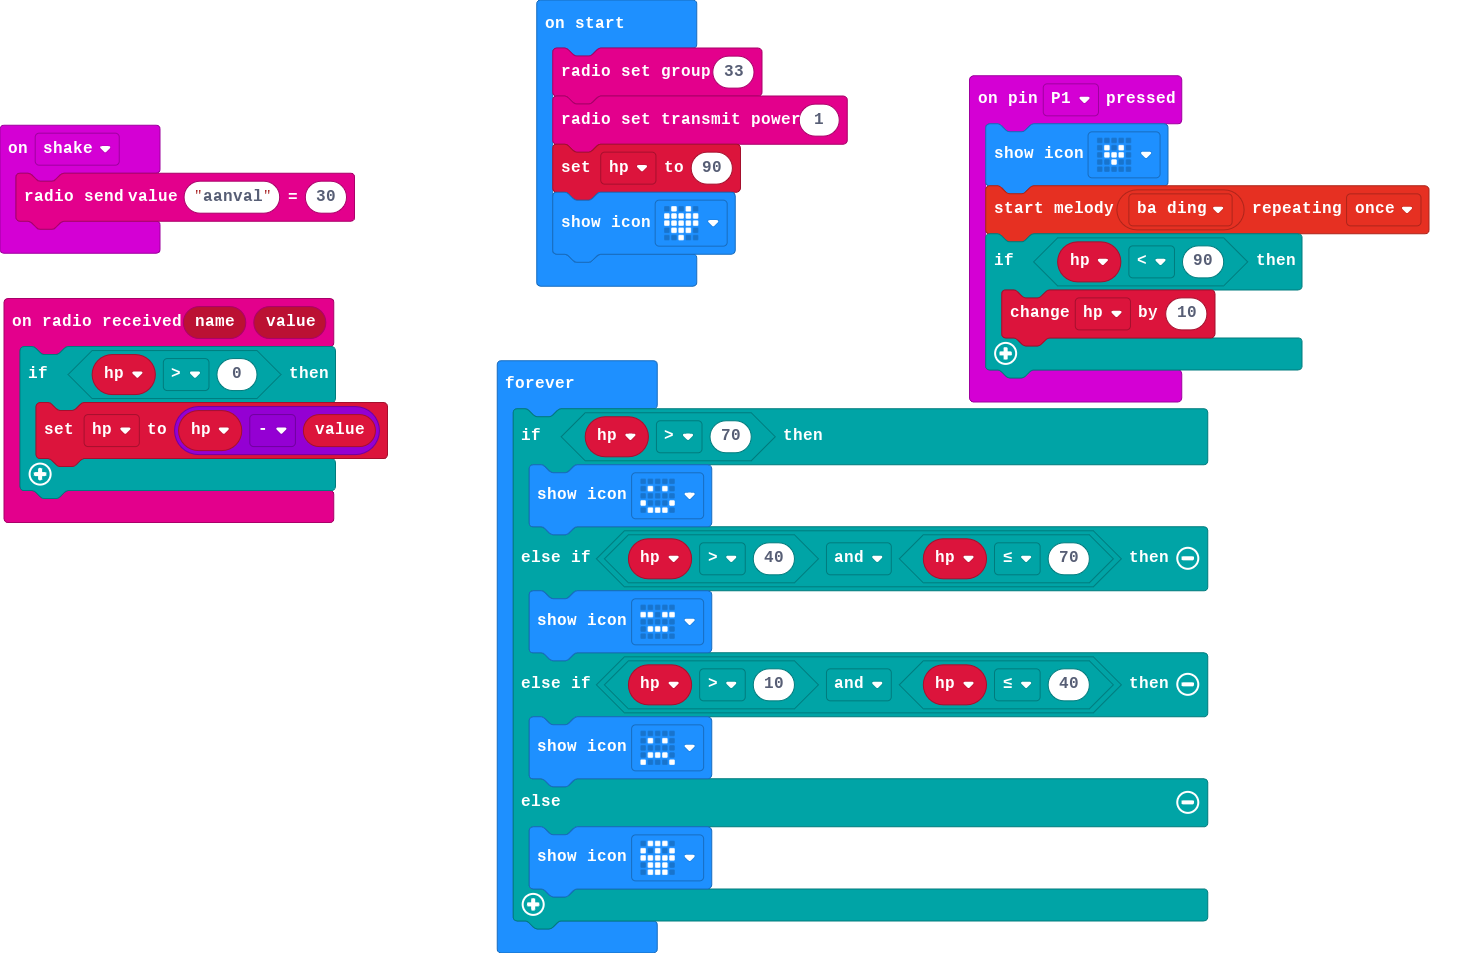 on start
radio set group 33
radio set transmit power 1
set hp to 90
show icon
on shake
radio send value "aanval" = 30
on radio received name value
if hp > 0 then
set hp to hp - value
on pin P1 pressed
show icon
start melody ba ding repeating once
if hp < 90 then
change hp by 10
forever
if hp > 70 then
show icon
else if hp > 40 and hp ≤ 70 then
show icon
else if hp > 10 and hp ≤ 40 then
show icon
else
show icon